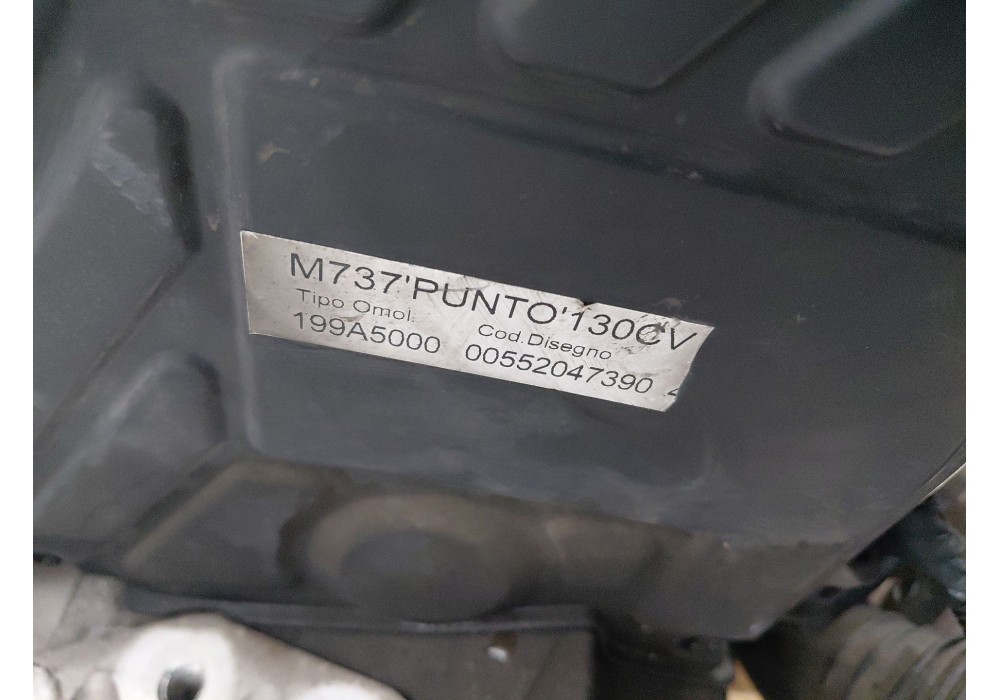 M737'PUNTO'130CV
Tipo Omol. Cod.Disegno
199A5000 00552047390